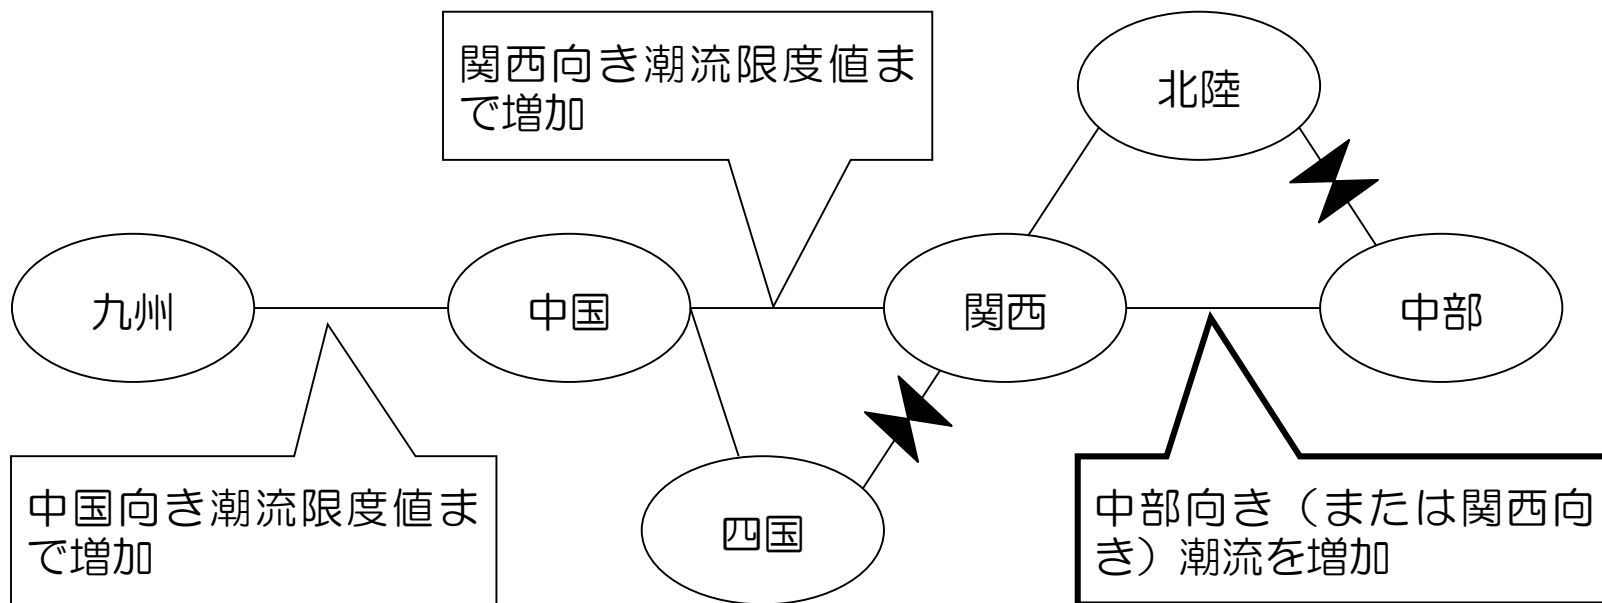 関西向き潮流限度値ま
で増加
北陸
九州
中国
関西
中部
中国向き潮流限度値ま
で増加
四国
中部向き（または関西向
き）潮流を増加